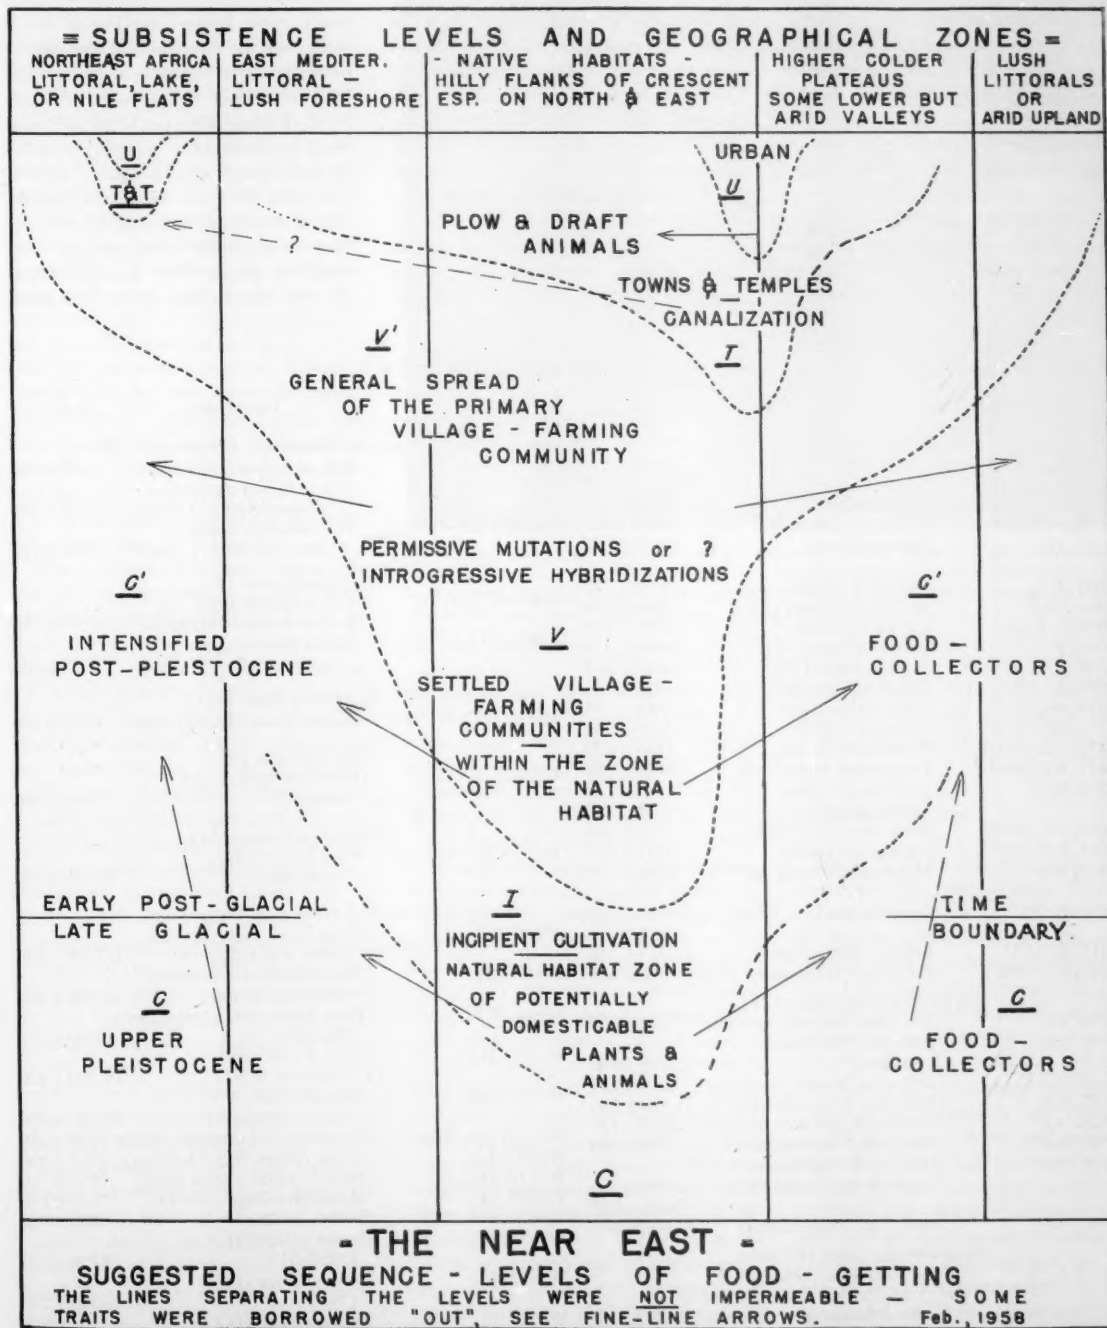 = SUBSISTENCE LEVELS AND GEOGRAPHICAL ZONES =
NORTHEAST AFRICA
LITTORAL, LAKE,
OR NILE FLATS
EAST MEDITER.
LITTORAL —
LUSH FORESHORE
- NATIVE HABITATS -
HILLY FLANKS OF CRESCENT
ESP. ON NORTH & EAST
HIGHER COLDER
PLATEAUS
SOME LOWER BUT
ARID VALLEYS
LUSH
LITTORALS
OR
ARID UPLAND
U
T&T
URBAN
U
PLOW & DRAFT
ANIMALS
?
TOWNS & TEMPLES
CANALIZATION
T
V'
GENERAL SPREAD
OF THE PRIMARY
VILLAGE - FARMING
COMMUNITY
PERMISSIVE MUTATIONS or ?
INTROGRESSIVE HYBRIDIZATIONS
C'
C'
INTENSIFIED
POST-PLEISTOCENE
FOOD -
COLLECTORS
V
SETTLED VILLAGE -
FARMING
COMMUNITIES
WITHIN THE ZONE
OF THE NATURAL
HABITAT
EARLY POST-GLACIAL
LATE GLACIAL
TIME
BOUNDARY
I
INCIPIENT CULTIVATION
NATURAL HABITAT ZONE
OF POTENTIALLY
DOMESTICABLE
PLANTS &
ANIMALS
C
UPPER
PLEISTOCENE
C
FOOD -
COLLECTORS
C
= THE NEAR EAST =
SUGGESTED SEQUENCE - LEVELS OF FOOD - GETTING
THE LINES SEPARATING THE LEVELS WERE NOT IMPERMEABLE — SOME
TRAITS WERE BORROWED "OUT", SEE FINE-LINE ARROWS. Feb., 1958